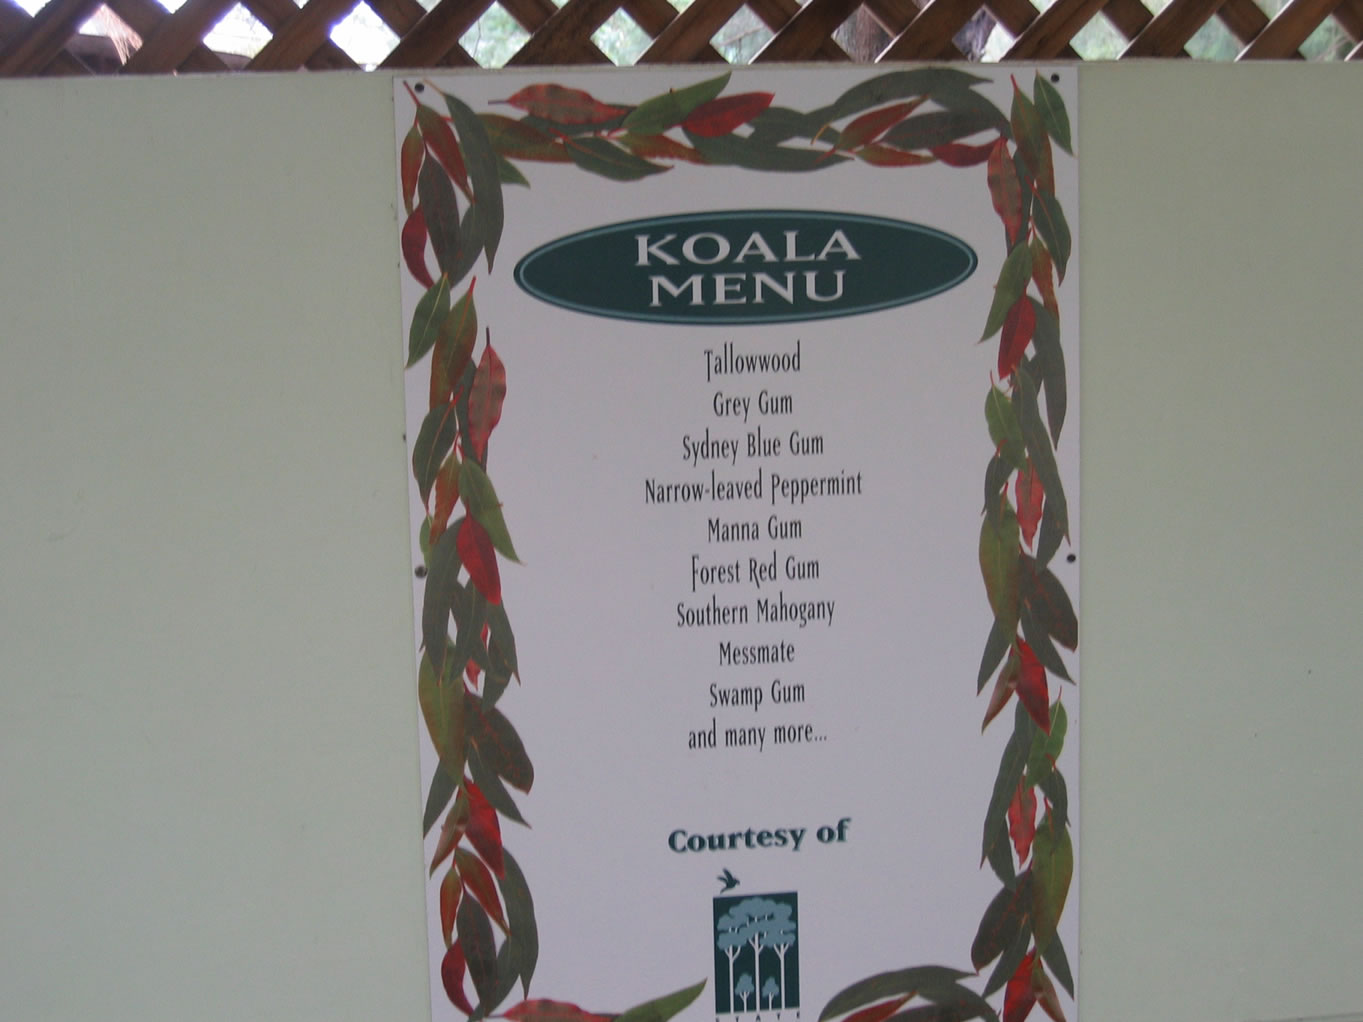 KOALA
MENU
Tallowwood
Grey Gum
Sydney Blue Gum
Narrow-leaved Peppermint
Manna Gum
Forest Red Gum
Southern Mahogany
Messmate
Swamp Gum
and many more...
Courtesy of
STATE